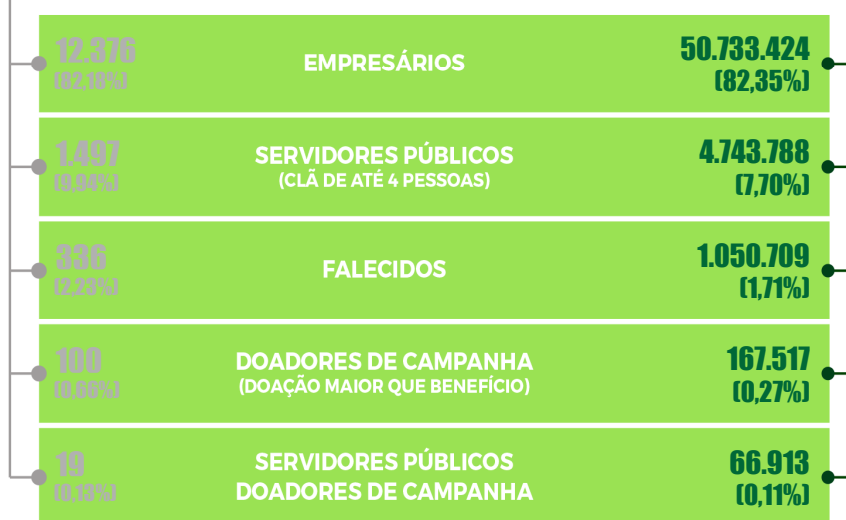 12.376
(82,18%)
EMPRESÁRIOS
50.733.424
(82,35%)
1.497
(9,94%)
SERVIDORES PÚBLICOS
(CLÃ DE ATÉ 4 PESSOAS)
4.743.788
(7,70%)
336
(2,23%)
FALECIDOS
1.050.709
(1,71%)
100
(0,66%)
DOADORES DE CAMPANHA
(DOAÇÃO MAIOR QUE BENEFÍCIO)
167.517
(0,27%)
19
(0,13%)
SERVIDORES PÚBLICOS
DOADORES DE CAMPANHA
66.913
(0,11%)